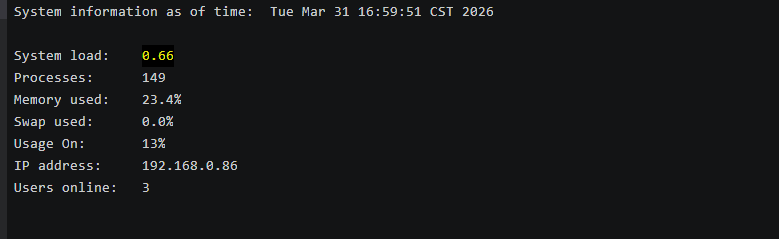 System information as of time:  Tue Mar 31 16:59:51 CST 2026
System load:    0.66
Processes:      149
Memory used:    23.4%
Swap used:      0.0%
Usage On:       13%
IP address:     192.168.0.86
Users online:   3